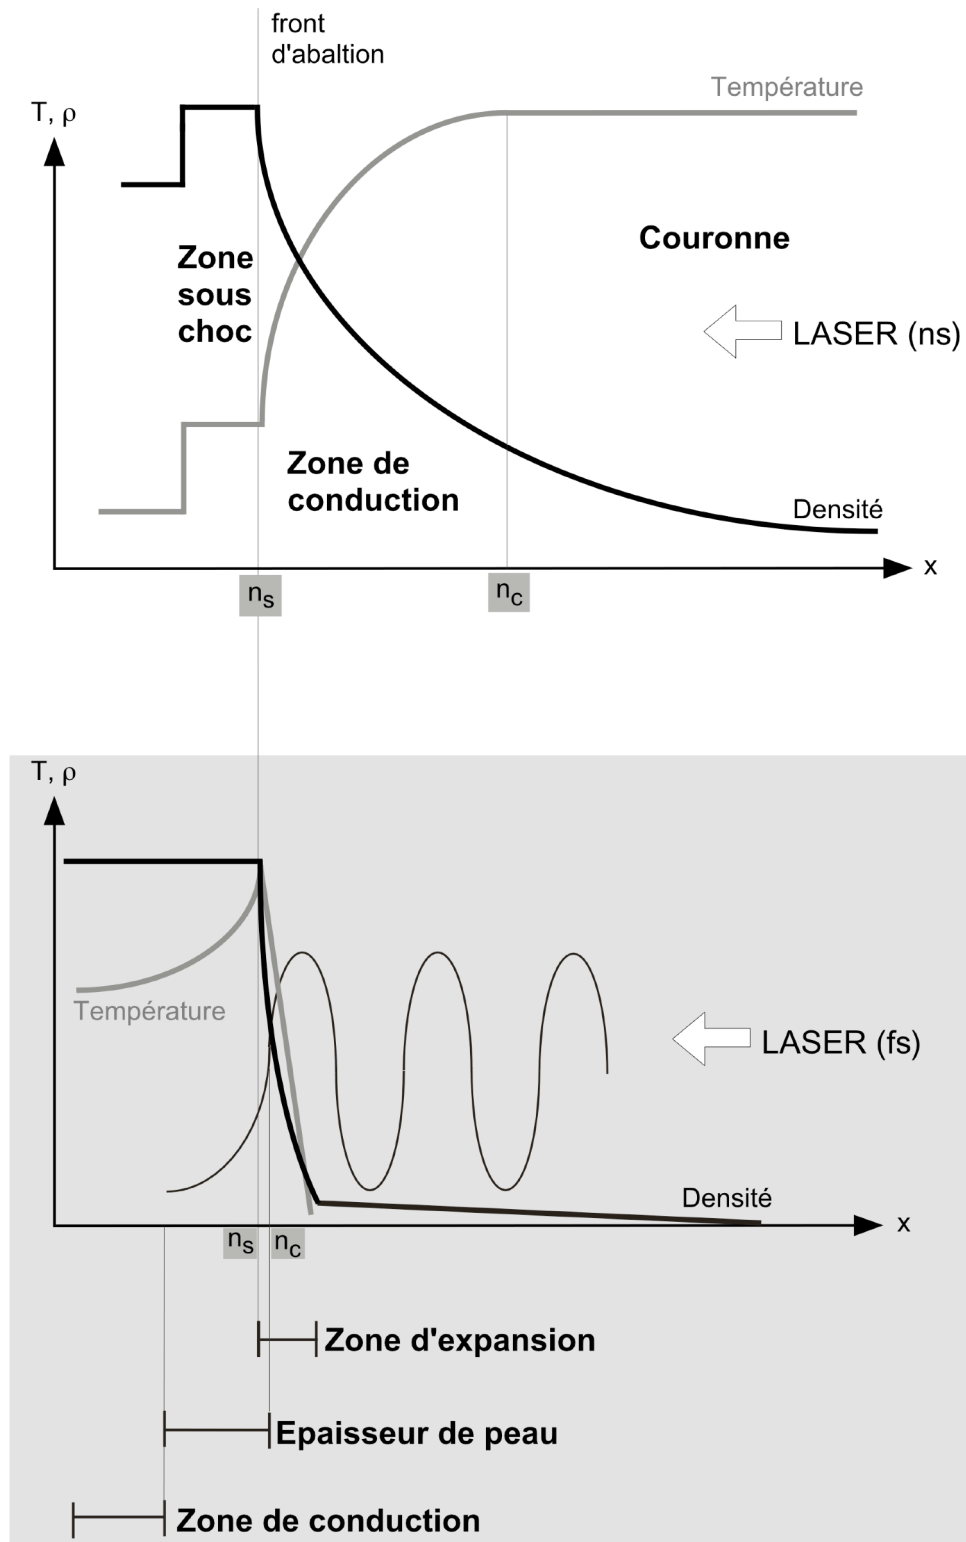 front
d'abaltion
Température
T, ρ
Couronne
Zone
sous
choc
LASER (ns)
Zone de
conduction
Densité
x
ns
nc
T, ρ
Température
LASER (fs)
Densité
x
ns
nc
Zone d'expansion
Epaisseur de peau
Zone de conduction